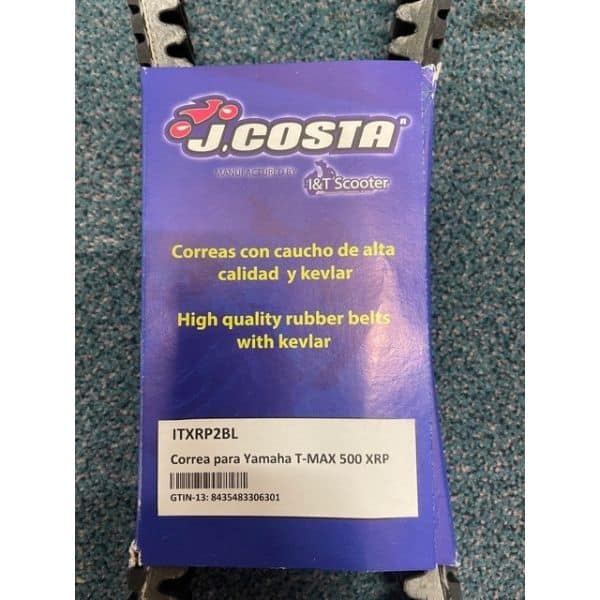 J.COSTA
MANUFACTURED BY I&T Scooter
Correas con caucho de alta
calidad y kevlar
High quality rubber belts
with kevlar
ITXRP2BL
Correa para Yamaha T-MAX 500 XRP
GTIN-13: 8435483306301